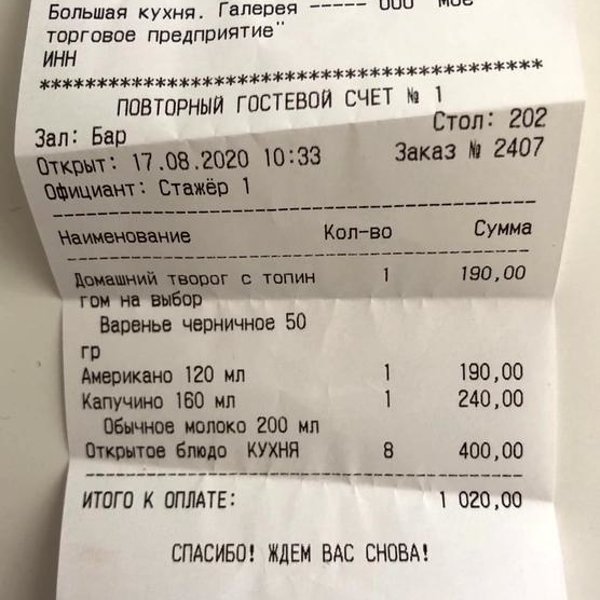 Большая кухня. Галерея ----- ООО "Мое
торговое предприятие"
ИНН
********************************************
ПОВТОРНЫЙ ГОСТЕВОЙ СЧЕТ № 1
Зал: Бар Стол: 202
Открыт: 17.08.2020 10:33 Заказ № 2407
Официант: Стажёр 1
Наименование Кол-во Сумма
Домашний творог с топин 1 190,00
гом на выбор
Варенье черничное 50
гр
Американо 120 мл 1 190,00
Капучино 160 мл 1 240,00
Обычное молоко 200 мл
Открытое блюдо КУХНЯ 8 400,00
ИТОГО К ОПЛАТЕ: 1 020,00
СПАСИБО! ЖДЕМ ВАС СНОВА!